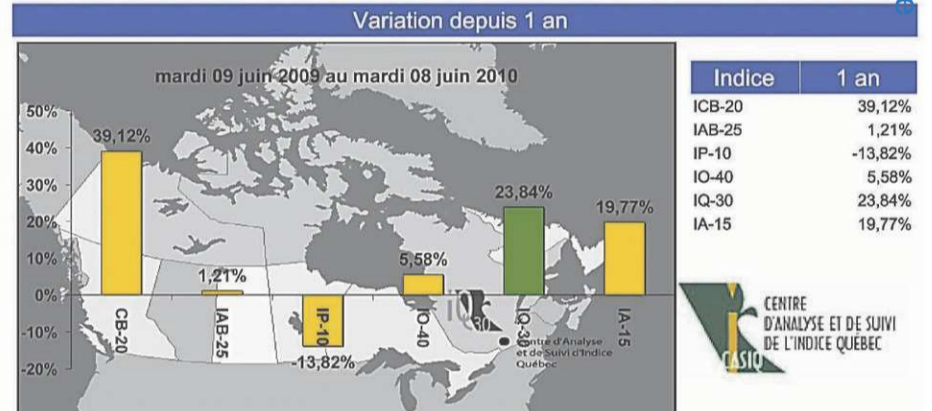 Variation depuis 1 an
mardi 09 juin 2009 au mardi 08 juin 2010
50%
40%
30%
20%
10%
0%
-10%
-20%
39,12%
1,21%
-13,82%
5,58%
23,84%
19,77%
CB-20
IAB-25
IP-10
IO-40
IQ-30
IA-15
IQ30
Centre d'Analyse
et de Suivi d'Indice
Québec
Indice 1 an
ICB-20 39,12%
IAB-25 1,21%
IP-10 -13,82%
IO-40 5,58%
IQ-30 23,84%
IA-15 19,77%
CASIQ
CENTRE
D'ANALYSE ET DE SUIVI
DE L'INDICE QUÉBEC